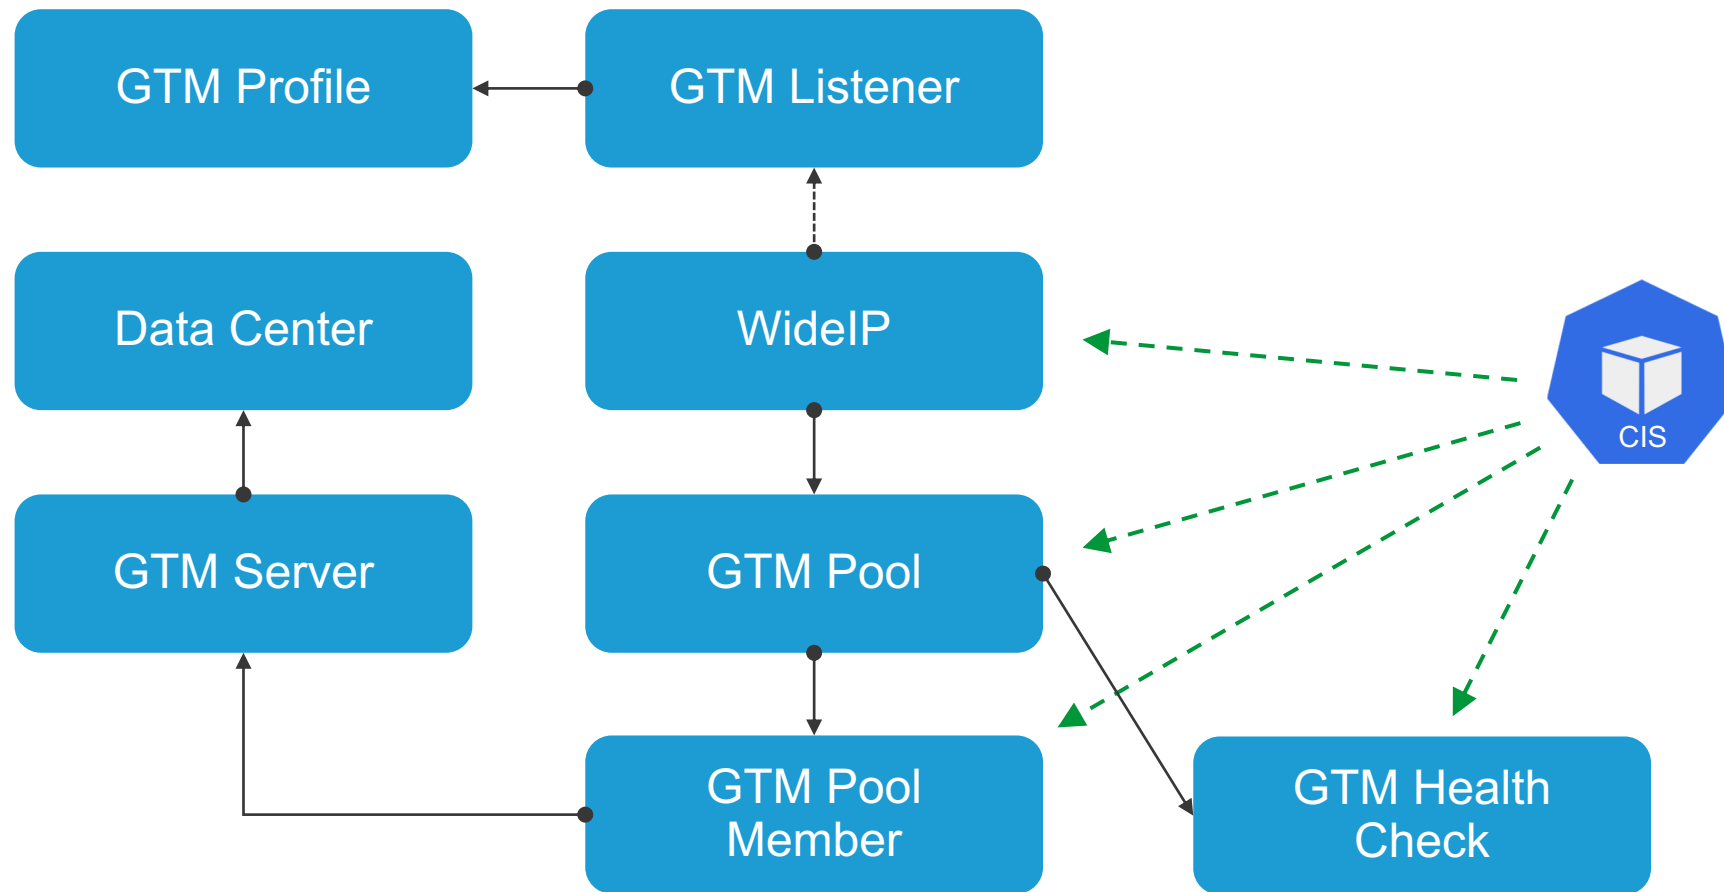 GTM Profile
GTM Listener
Data Center
WideIP
CIS
GTM Server
GTM Pool
GTM Pool
Member
GTM Health
Check